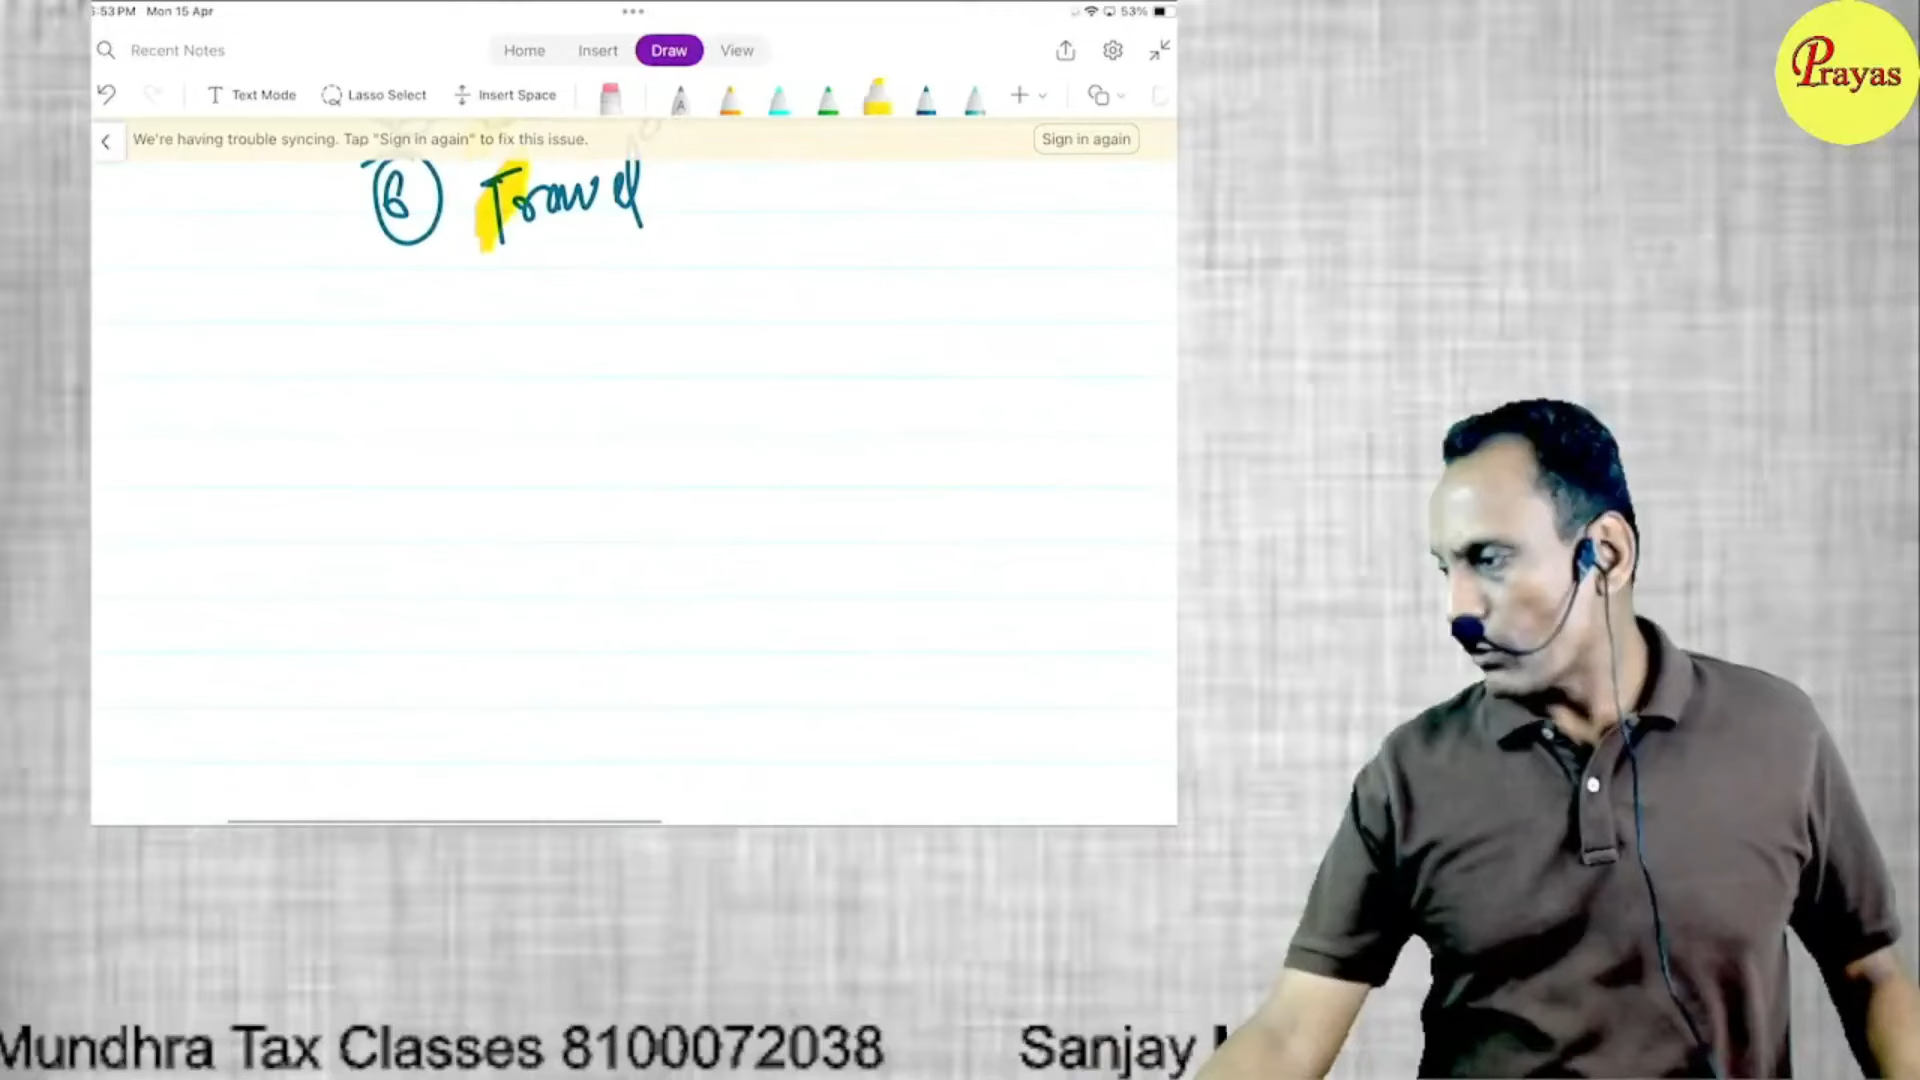 :53 PM Mon 15 Apr
53%
Prayas
Recent Notes
Home Insert Draw View
Text Mode Lasso Select Insert Space
A
We're having trouble syncing. Tap "Sign in again" to fix this issue.
Sign in again
6 Travel
Mundhra Tax Classes 8100072038 Sanjay